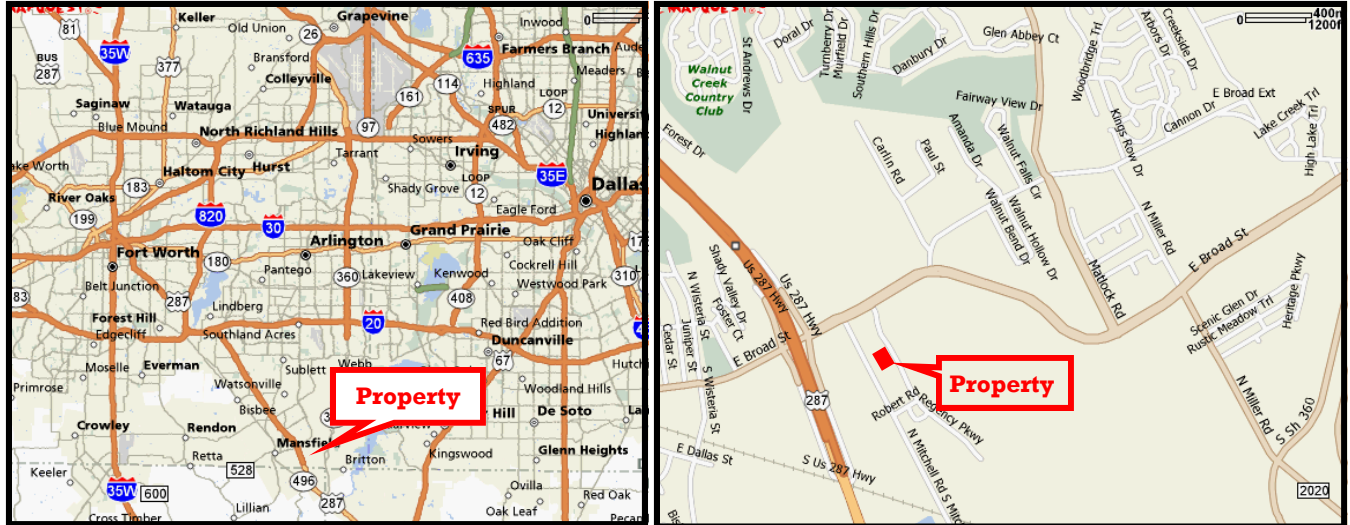 MAPQUEST
Keller
Grapevine
Inwood
81
35W
Old Union
26
635
Farmers Branch
BUS
287
377
Bransford
Colleyville
Highland
Meaders
114
161
LOOP
12
Saginaw
Watauga
SPUR
482
Blue Mound
North Richland Hills
97
Sowers
Tarrant
Irving
Haltom City
Hurst
LOOP
12
35E
183
Shady Grove
Dallas
River Oaks
199
820
30
Eagle Ford
Grand Prairie
Arlington
Oak Cliff
Fort Worth
180
Pantego
360
Lakeview
Kenwood
Cockrell Hill
310
Belt Junction
287
408
Westwood Park
83
Lindberg
Forest Hill
20
Red Bird Addition
Edgecliff
Southland Acres
Duncanville
67
Moselle
Everman
Sublett
Webb
Primrose
Watsonville
Property
Woodland Hills
Bisbee
De Soto
Crowley
Rendon
Mansfield
Kingswood
Glenn Heights
Retta
528
Britton
Keeler
496
35W
600
Lillian
287
Ovilla
Red Oak
Cross Timber
Oak Leaf
MAPQUEST
400m
1200f
Doral Dr
St Andrews Dr
Turnberry Dr
Muirfield Dr
Southern Hills Dr
Danbury Dr
Glen Abbey Ct
Woodbridge Trl
Arbors Dr
Creekside Dr
Walnut
Creek
Country
Club
Fairway View Dr
E Broad Ext
Forest Dr
Carlin Rd
Paul St
Amanda Dr
Walnut Falls Cir
Kings Row Dr
Cannon Dr
Lake Creek Trl
High Lake Trl
Walnut Bend Dr
Walnut Hollow Dr
N Miller Rd
E Broad St
Shady Valley Dr
Foster Ct
Us 287 Hwy
Us 287 Hwy
Matlock Rd
N Wisteria St
Juniper St
Cedar St
E Broad St
Scenic Glen Dr
Rustic Meadow Trl
Heritage Pkwy
S Wisteria St
Property
287
Robert Rd
Regency Pkwy
N Miller Rd
S Sh 360
E Dallas St
S Us 287 Hwy
N Mitchell Rd
2020